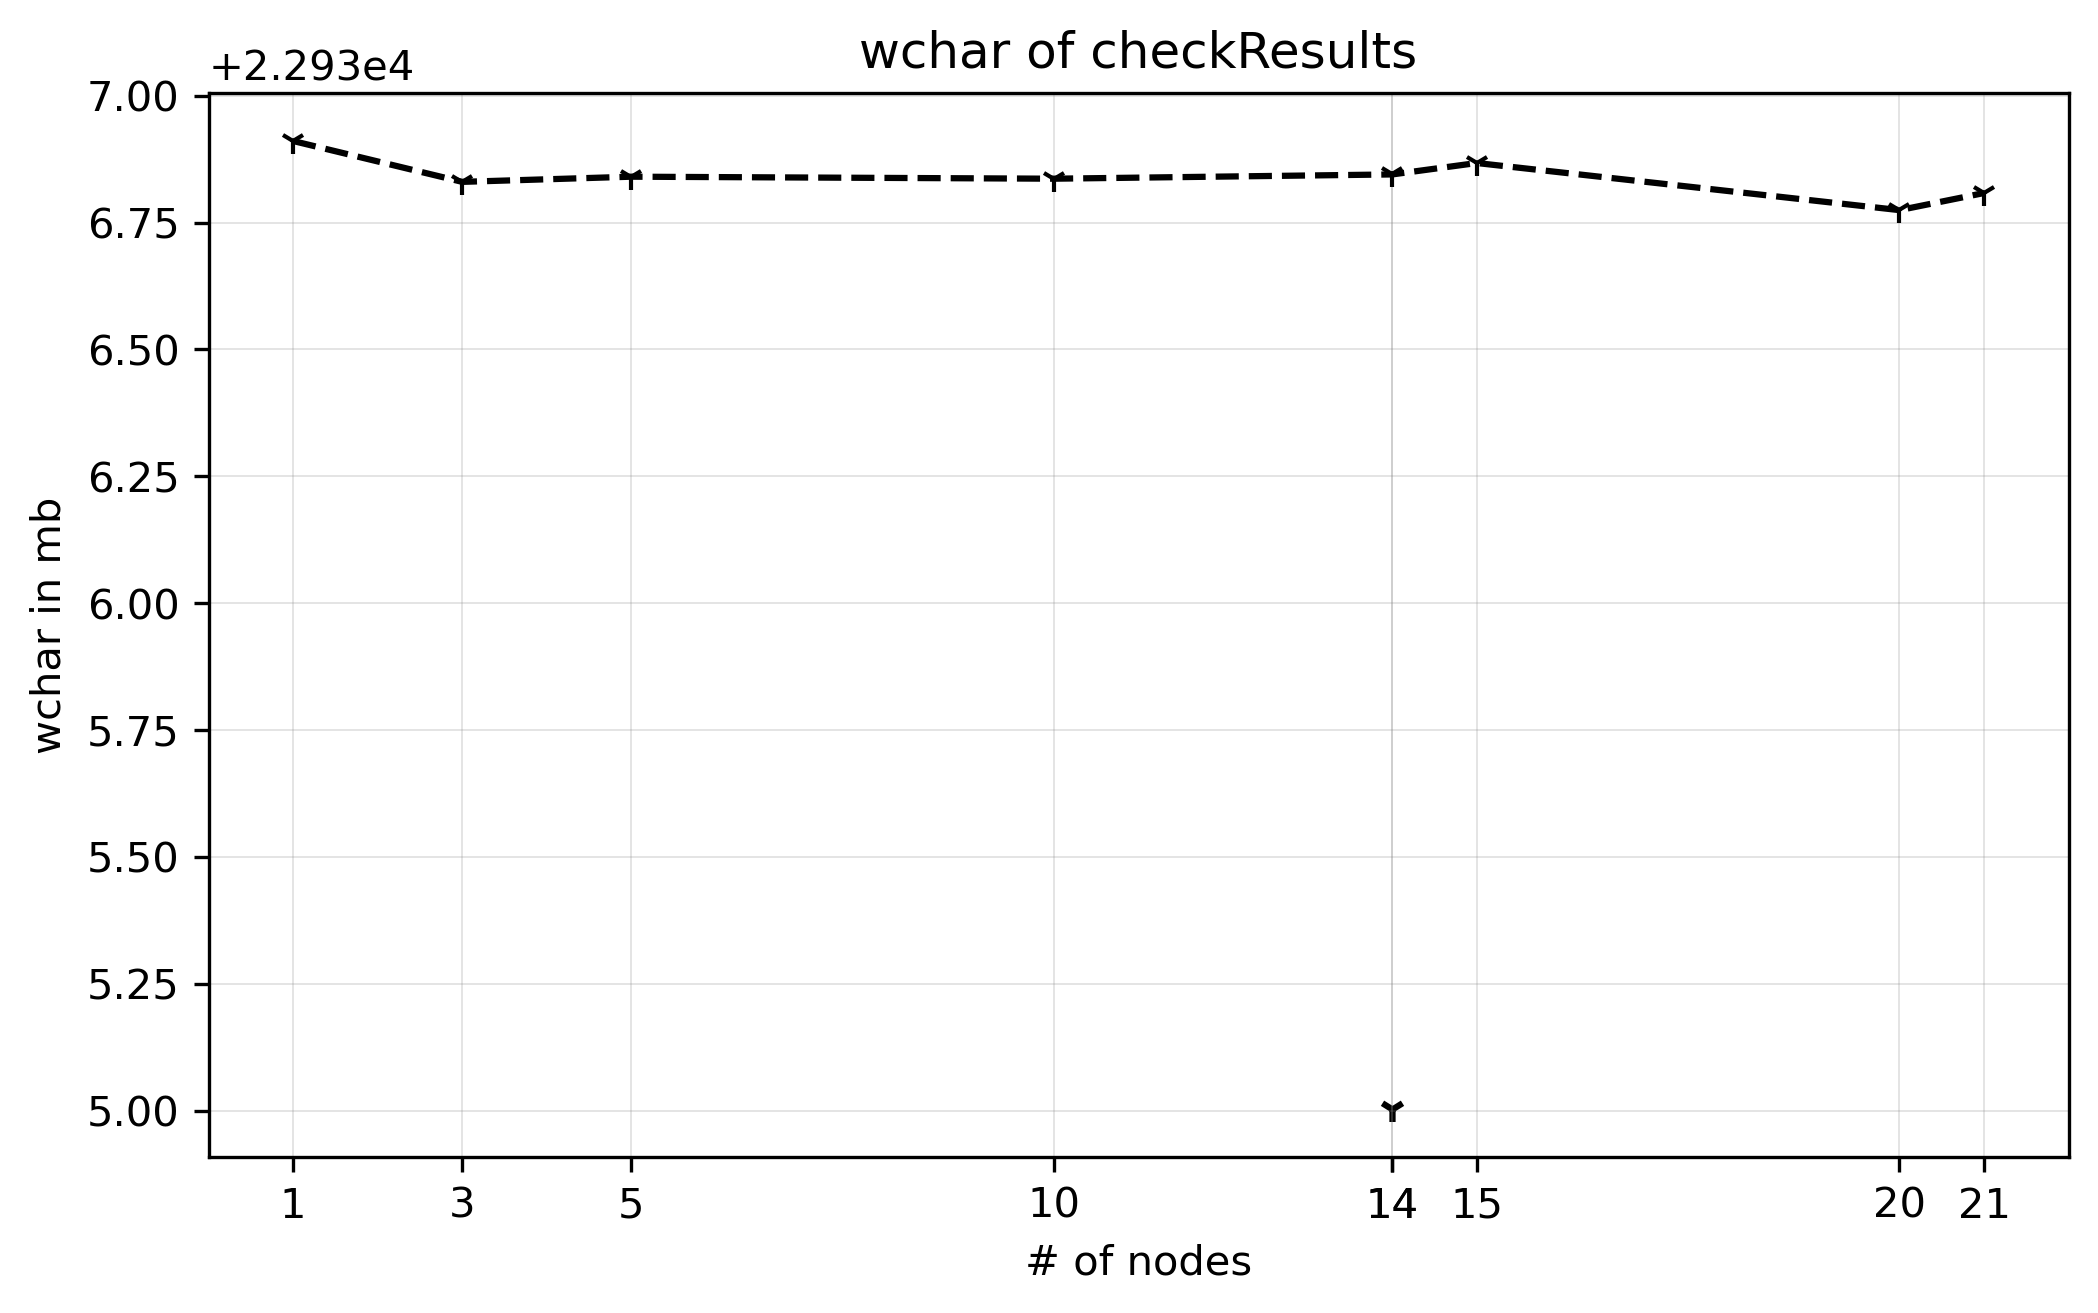 wchar of checkResults
+2.293e4
7.00
6.75
6.50
6.25
6.00
5.75
5.50
5.25
5.00
wchar in mb
1 3 5 10 14 15 20 21
# of nodes